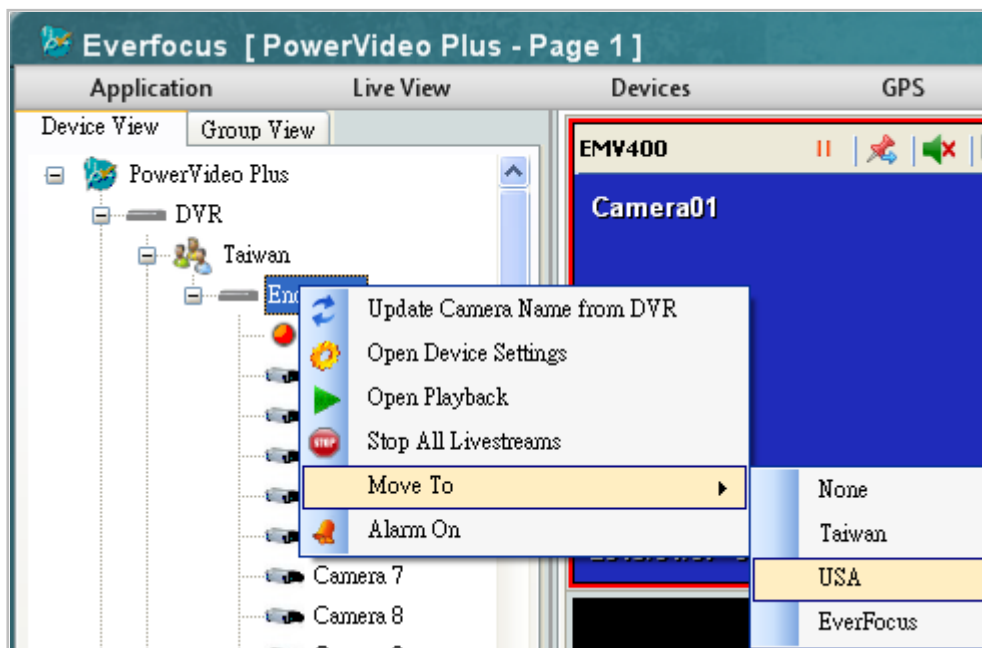 Everfocus [ PowerVideo Plus - Page 1 ]
Application Live View Devices GPS
Device View Group View
EMV400
PowerVideo Plus
Camera01
DVR
Taiwan
Update Camera Name from DVR
Open Device Settings
Open Playback
STOP Stop All Livestreams
Move To
None
Alarm On
Taiwan
Camera 7
USA
Camera 8
EverFocus